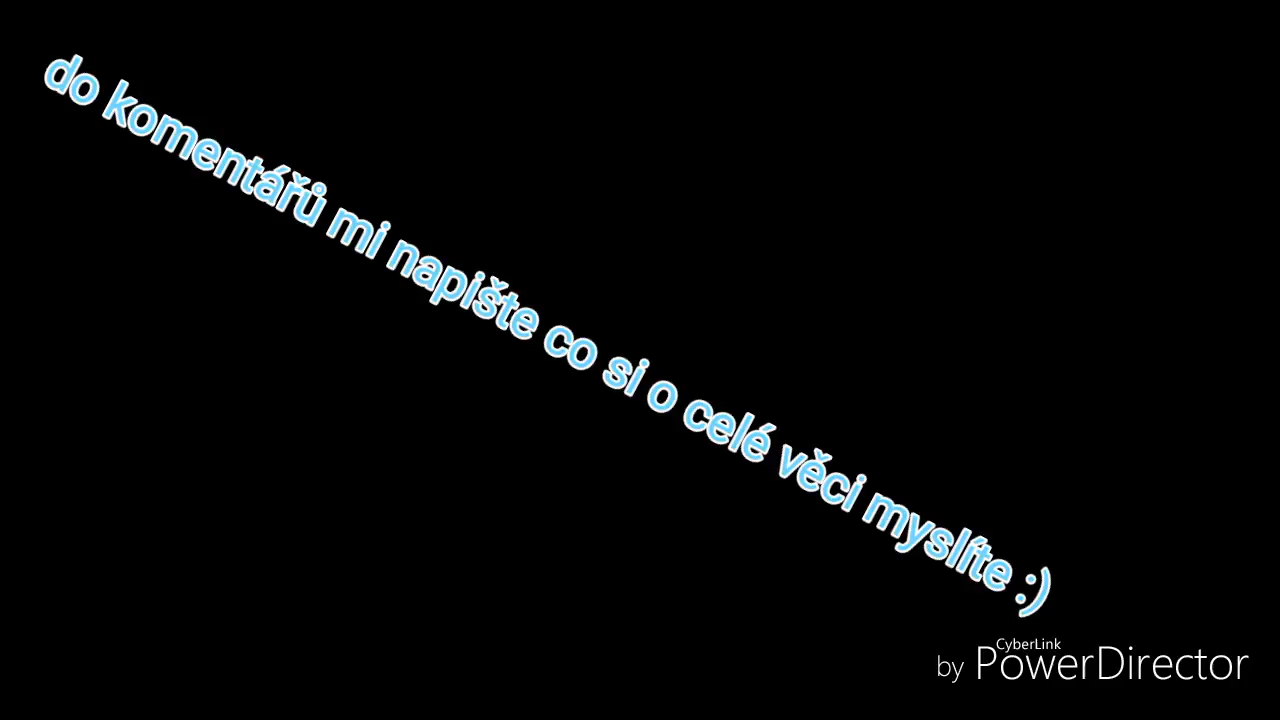 do komentářů mi napište co si o celé věci myslíte :)
CyberLink
by PowerDirector